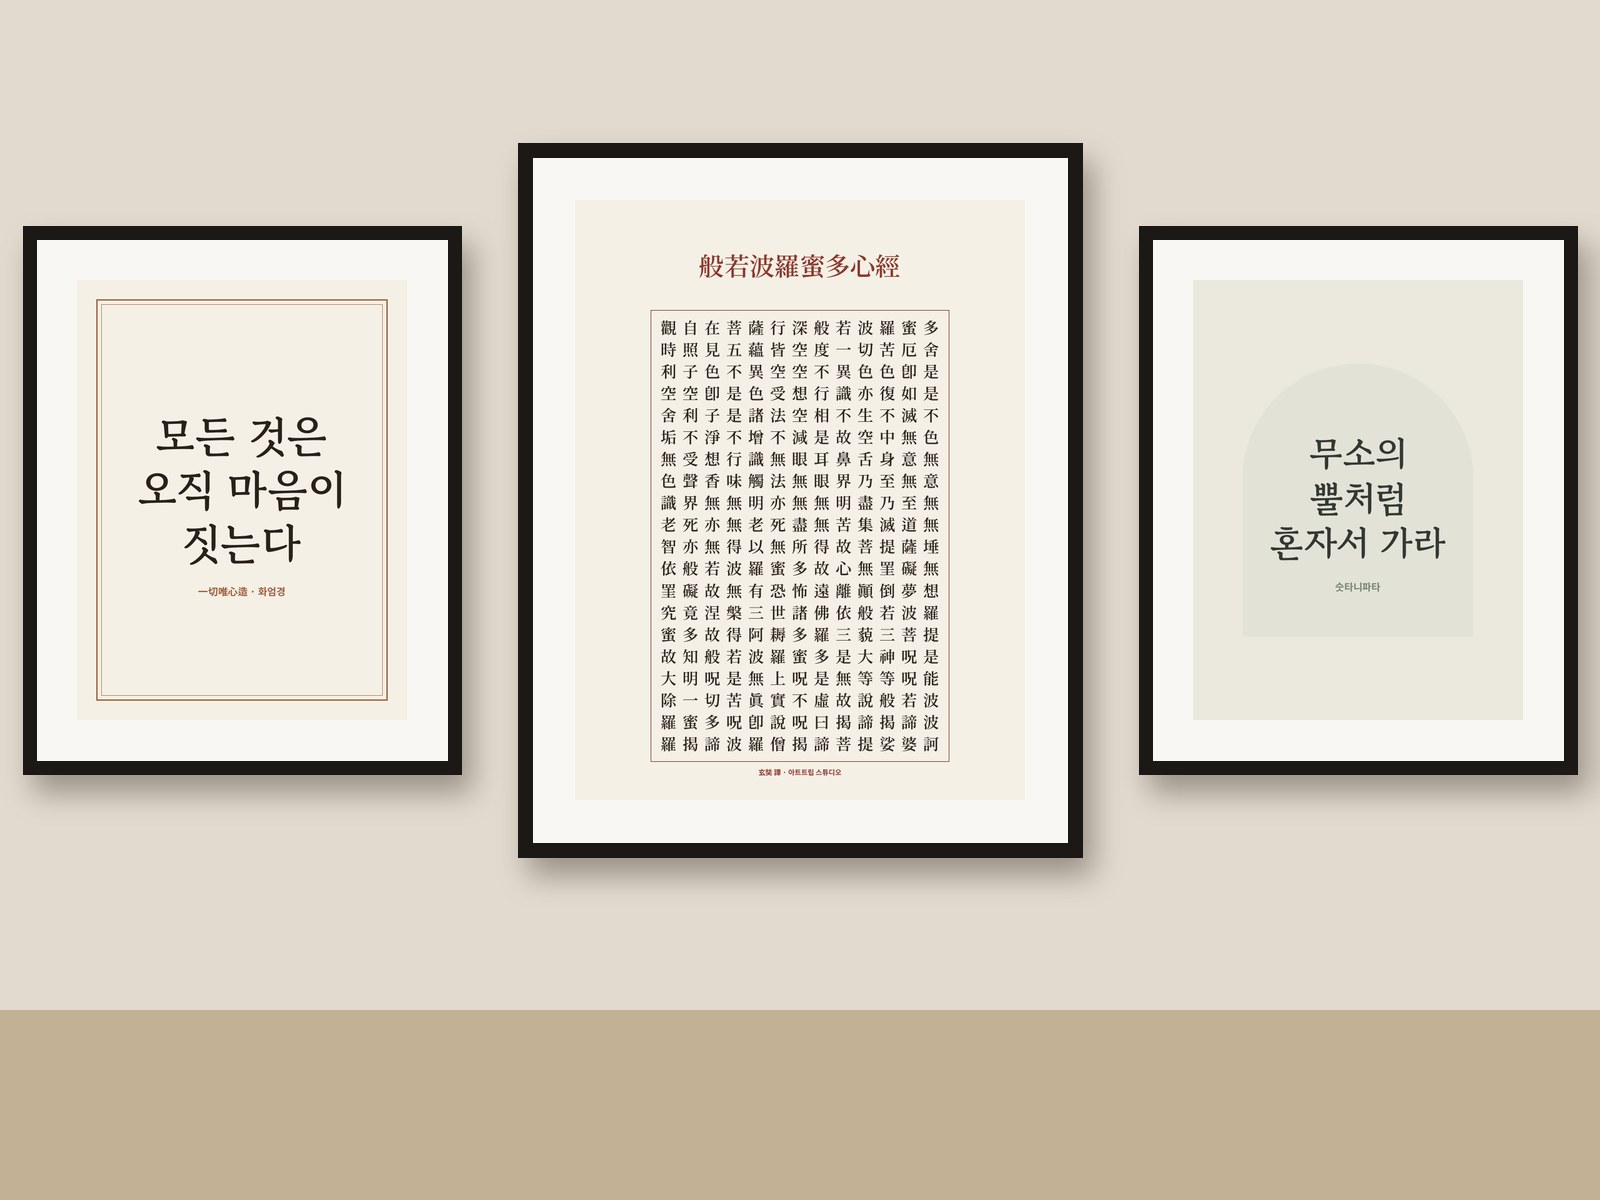 모든 것은
오직 마음이
짓는다
一切唯心造 · 화엄경
般若波羅蜜多心經
觀自在菩薩行深般若波羅蜜多
時照見五蘊皆空度一切苦厄舍
利子色不異空空不異色色卽是
空空卽是色受想行識亦復如是
舍利子是諸法空相不生不滅不
垢不淨不增不減是故空中無色
無受想行識無眼耳鼻舌身意無
色聲香味觸法無眼界乃至無意
識界無無明亦無無明盡乃至無
老死亦無老死盡無苦集滅道無
智亦無得以無所得故菩提薩埵
依般若波羅蜜多故心無罣礙無
罣礙故無有恐怖遠離顚倒夢想
究竟涅槃三世諸佛依般若波羅
蜜多故得阿耨多羅三藐三菩提
故知般若波羅蜜多是大神呪是
大明呪是無上呪是無等等呪能
除一切苦眞實不虛故說般若波
羅蜜多呪卽說呪曰揭諦揭諦波
羅揭諦波羅僧揭諦菩提娑婆訶
玄奘 譯 · 아트트립 스튜디오
무소의
뿔처럼
혼자서 가라
숫타니파타